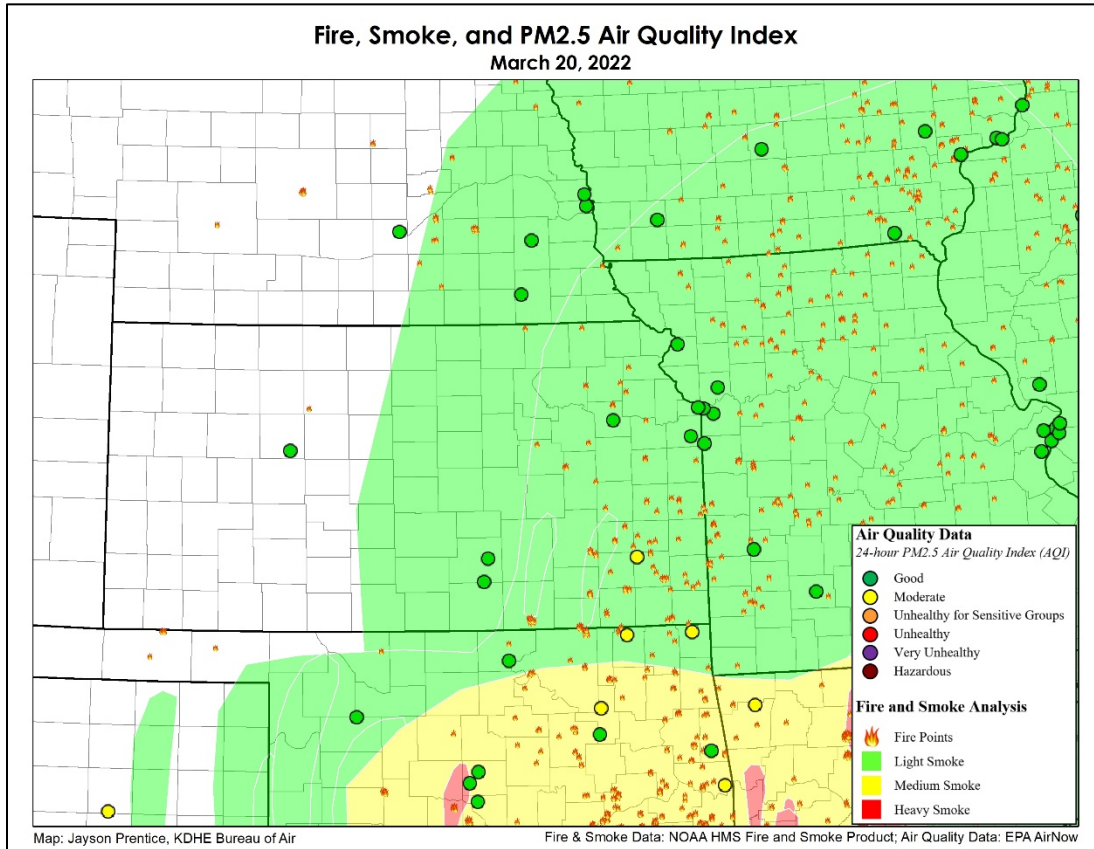 Fire, Smoke, and PM2.5 Air Quality Index
March 20, 2022
Air Quality Data
24-hour PM2.5 Air Quality Index (AQI)
Good
Moderate
Unhealthy for Sensitive Groups
Unhealthy
Very Unhealthy
Hazardous
Fire and Smoke Analysis
Fire Points
Light Smoke
Medium Smoke
Heavy Smoke
Map: Jayson Prentice, KDHE Bureau of Air
Fire & Smoke Data: NOAA HMS Fire and Smoke Product; Air Quality Data: EPA AirNow